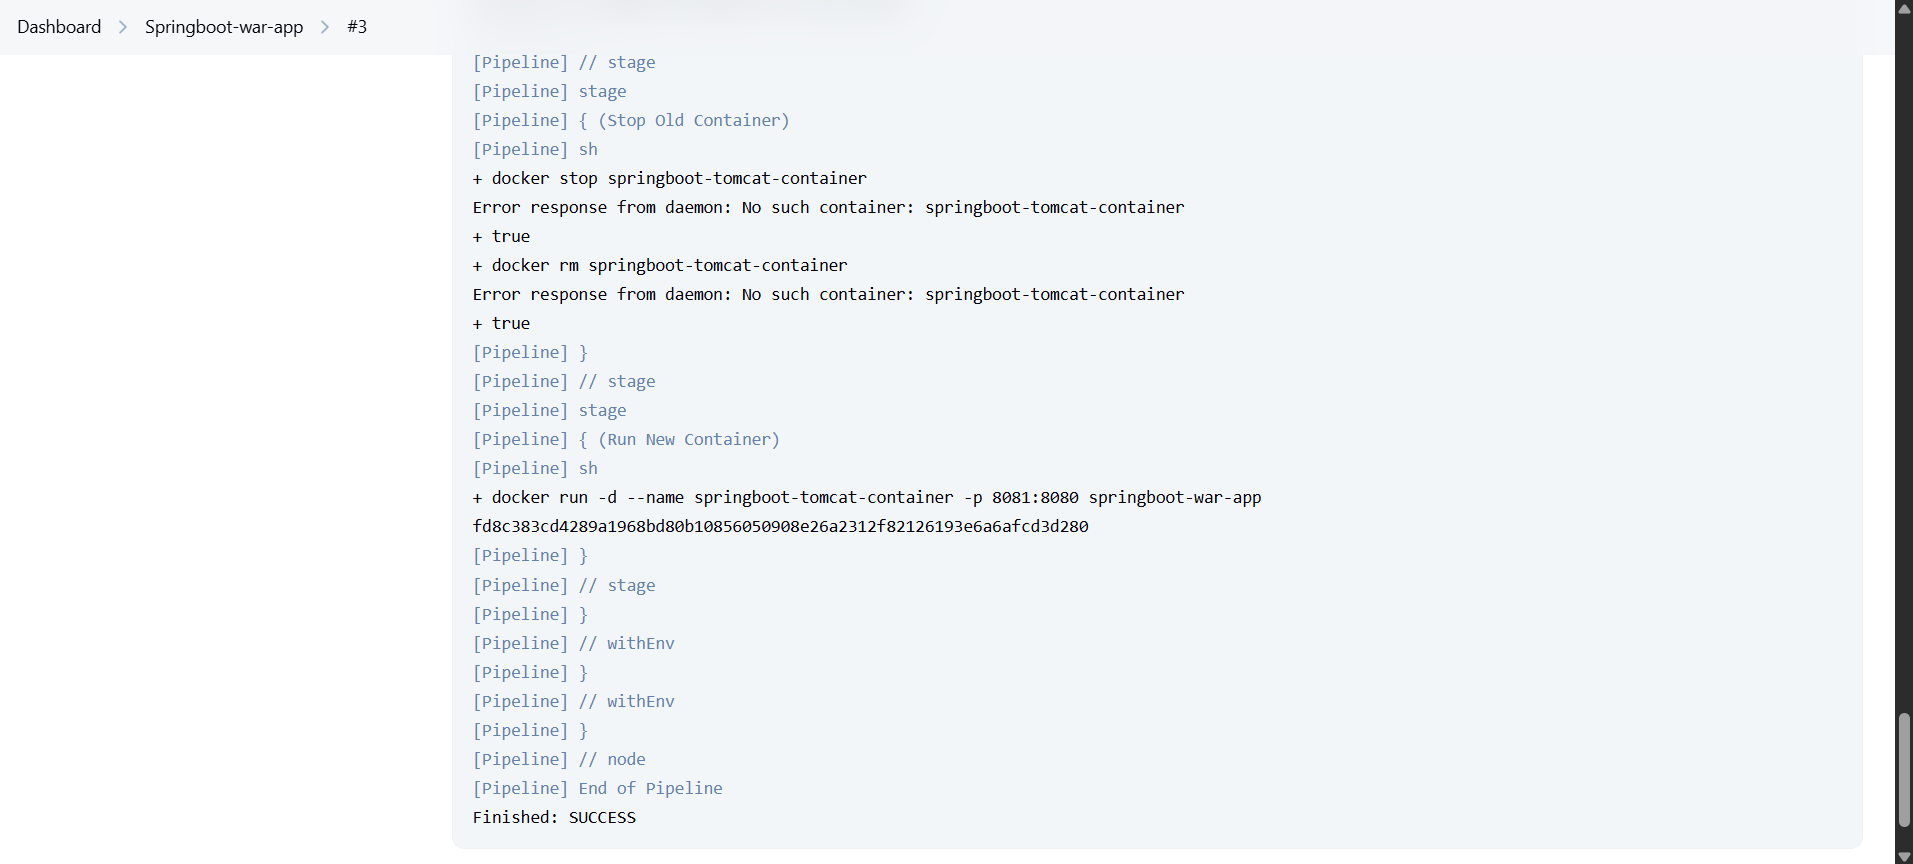 Dashboard > Springboot-war-app > #3
[Pipeline] // stage
[Pipeline] stage
[Pipeline] { (Stop Old Container)
[Pipeline] sh
+ docker stop springboot-tomcat-container
Error response from daemon: No such container: springboot-tomcat-container
+ true
+ docker rm springboot-tomcat-container
Error response from daemon: No such container: springboot-tomcat-container
+ true
[Pipeline] }
[Pipeline] // stage
[Pipeline] stage
[Pipeline] { (Run New Container)
[Pipeline] sh
+ docker run -d --name springboot-tomcat-container -p 8081:8080 springboot-war-app
fd8c383cd4289a1968bd80b10856050908e26a2312f82126193e6a6afcd3d280
[Pipeline] }
[Pipeline] // stage
[Pipeline] }
[Pipeline] // withEnv
[Pipeline] }
[Pipeline] // withEnv
[Pipeline] }
[Pipeline] // node
[Pipeline] End of Pipeline
Finished: SUCCESS